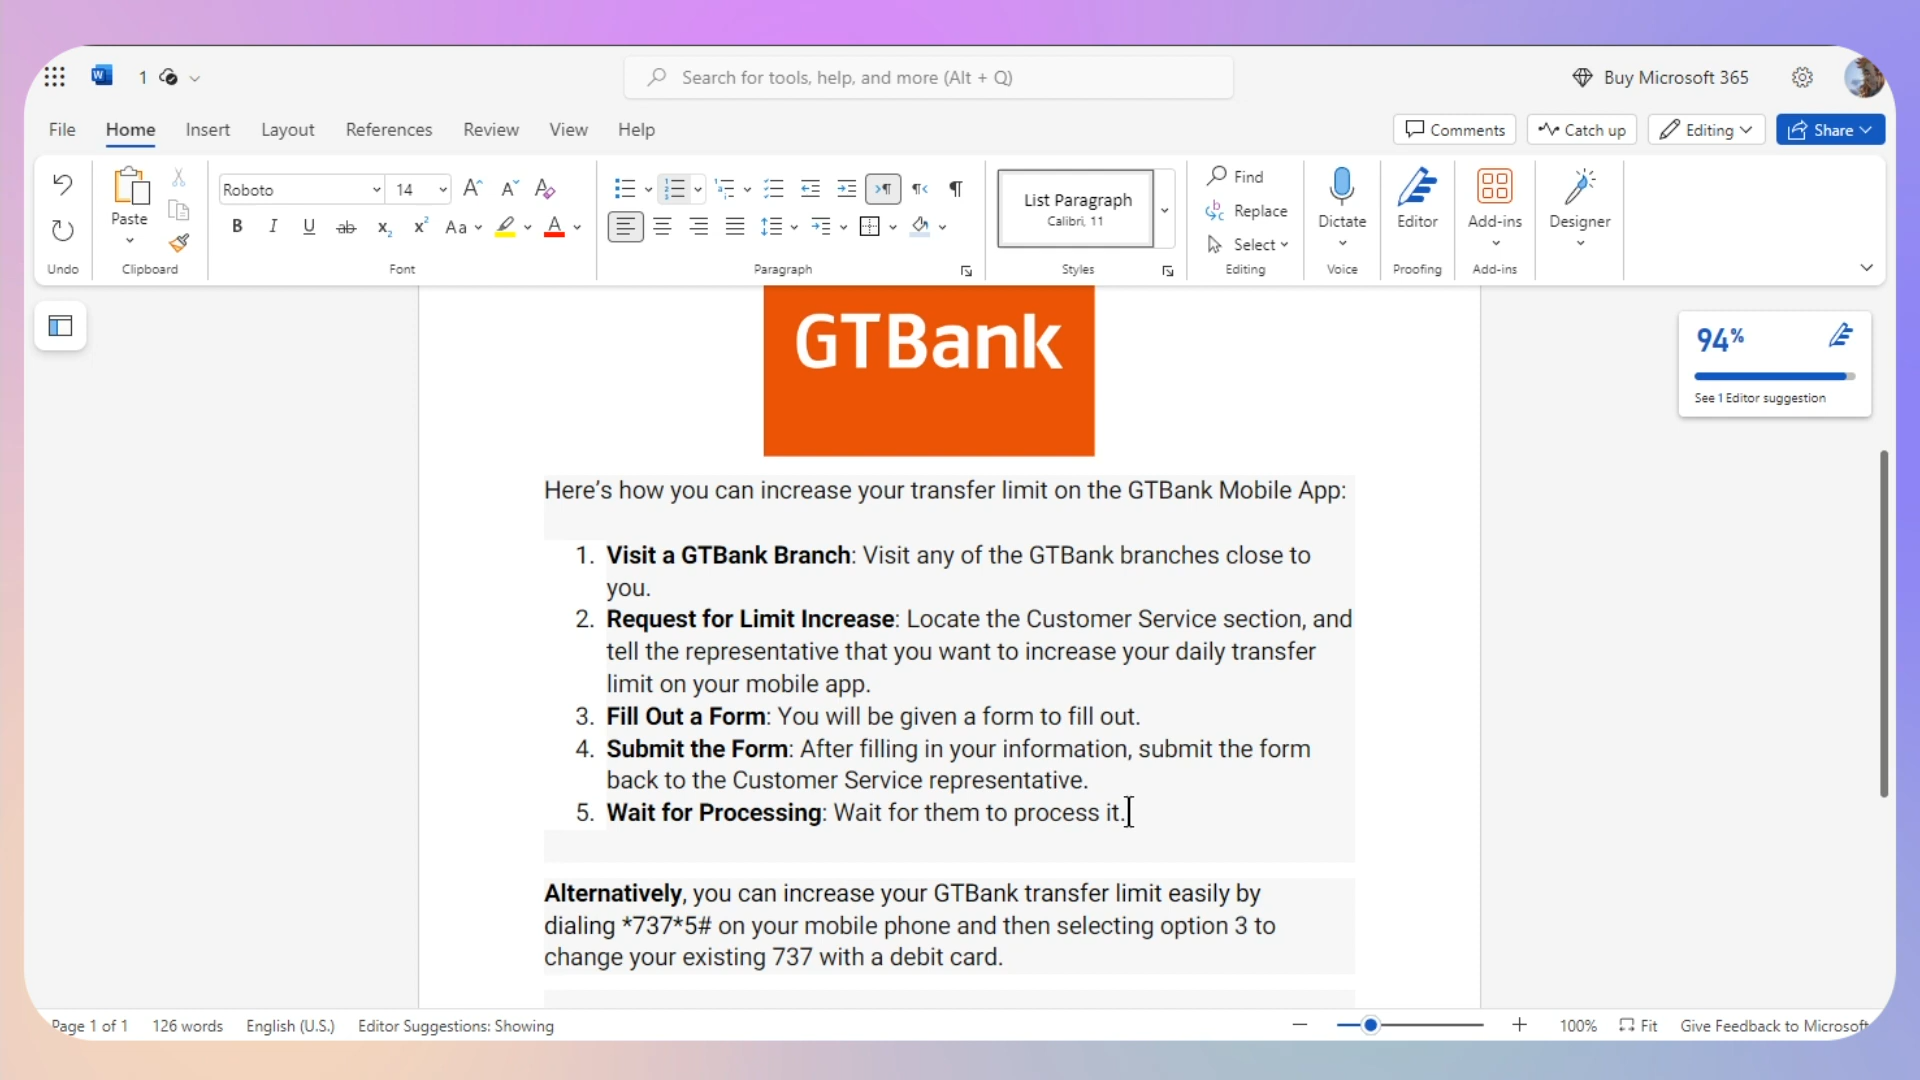 1
Search for tools, help, and more (Alt + Q)
Buy Microsoft 365
File Home Insert Layout References Review View Help
Comments Catch up Editing Share
Roboto 14
List Paragraph
Calibri, 11
Find
Replace
Select
Paste
Dictate Editor Add-ins Designer
Undo Clipboard Font Paragraph Styles Editing Voice Proofing Add-ins
94%
See 1 Editor suggestion
GTBank
Here’s how you can increase your transfer limit on the GTBank Mobile App:
1. Visit a GTBank Branch: Visit any of the GTBank branches close to
you.
2. Request for Limit Increase: Locate the Customer Service section, and
tell the representative that you want to increase your daily transfer
limit on your mobile app.
3. Fill Out a Form: You will be given a form to fill out.
4. Submit the Form: After filling in your information, submit the form
back to the Customer Service representative.
5. Wait for Processing: Wait for them to process it.
Alternatively, you can increase your GTBank transfer limit easily by
dialing *737*5# on your mobile phone and then selecting option 3 to
change your existing 737 with a debit card.
Page 1 of 1 126 words English (U.S.) Editor Suggestions: Showing 100% Fit Give Feedback to Microsoft